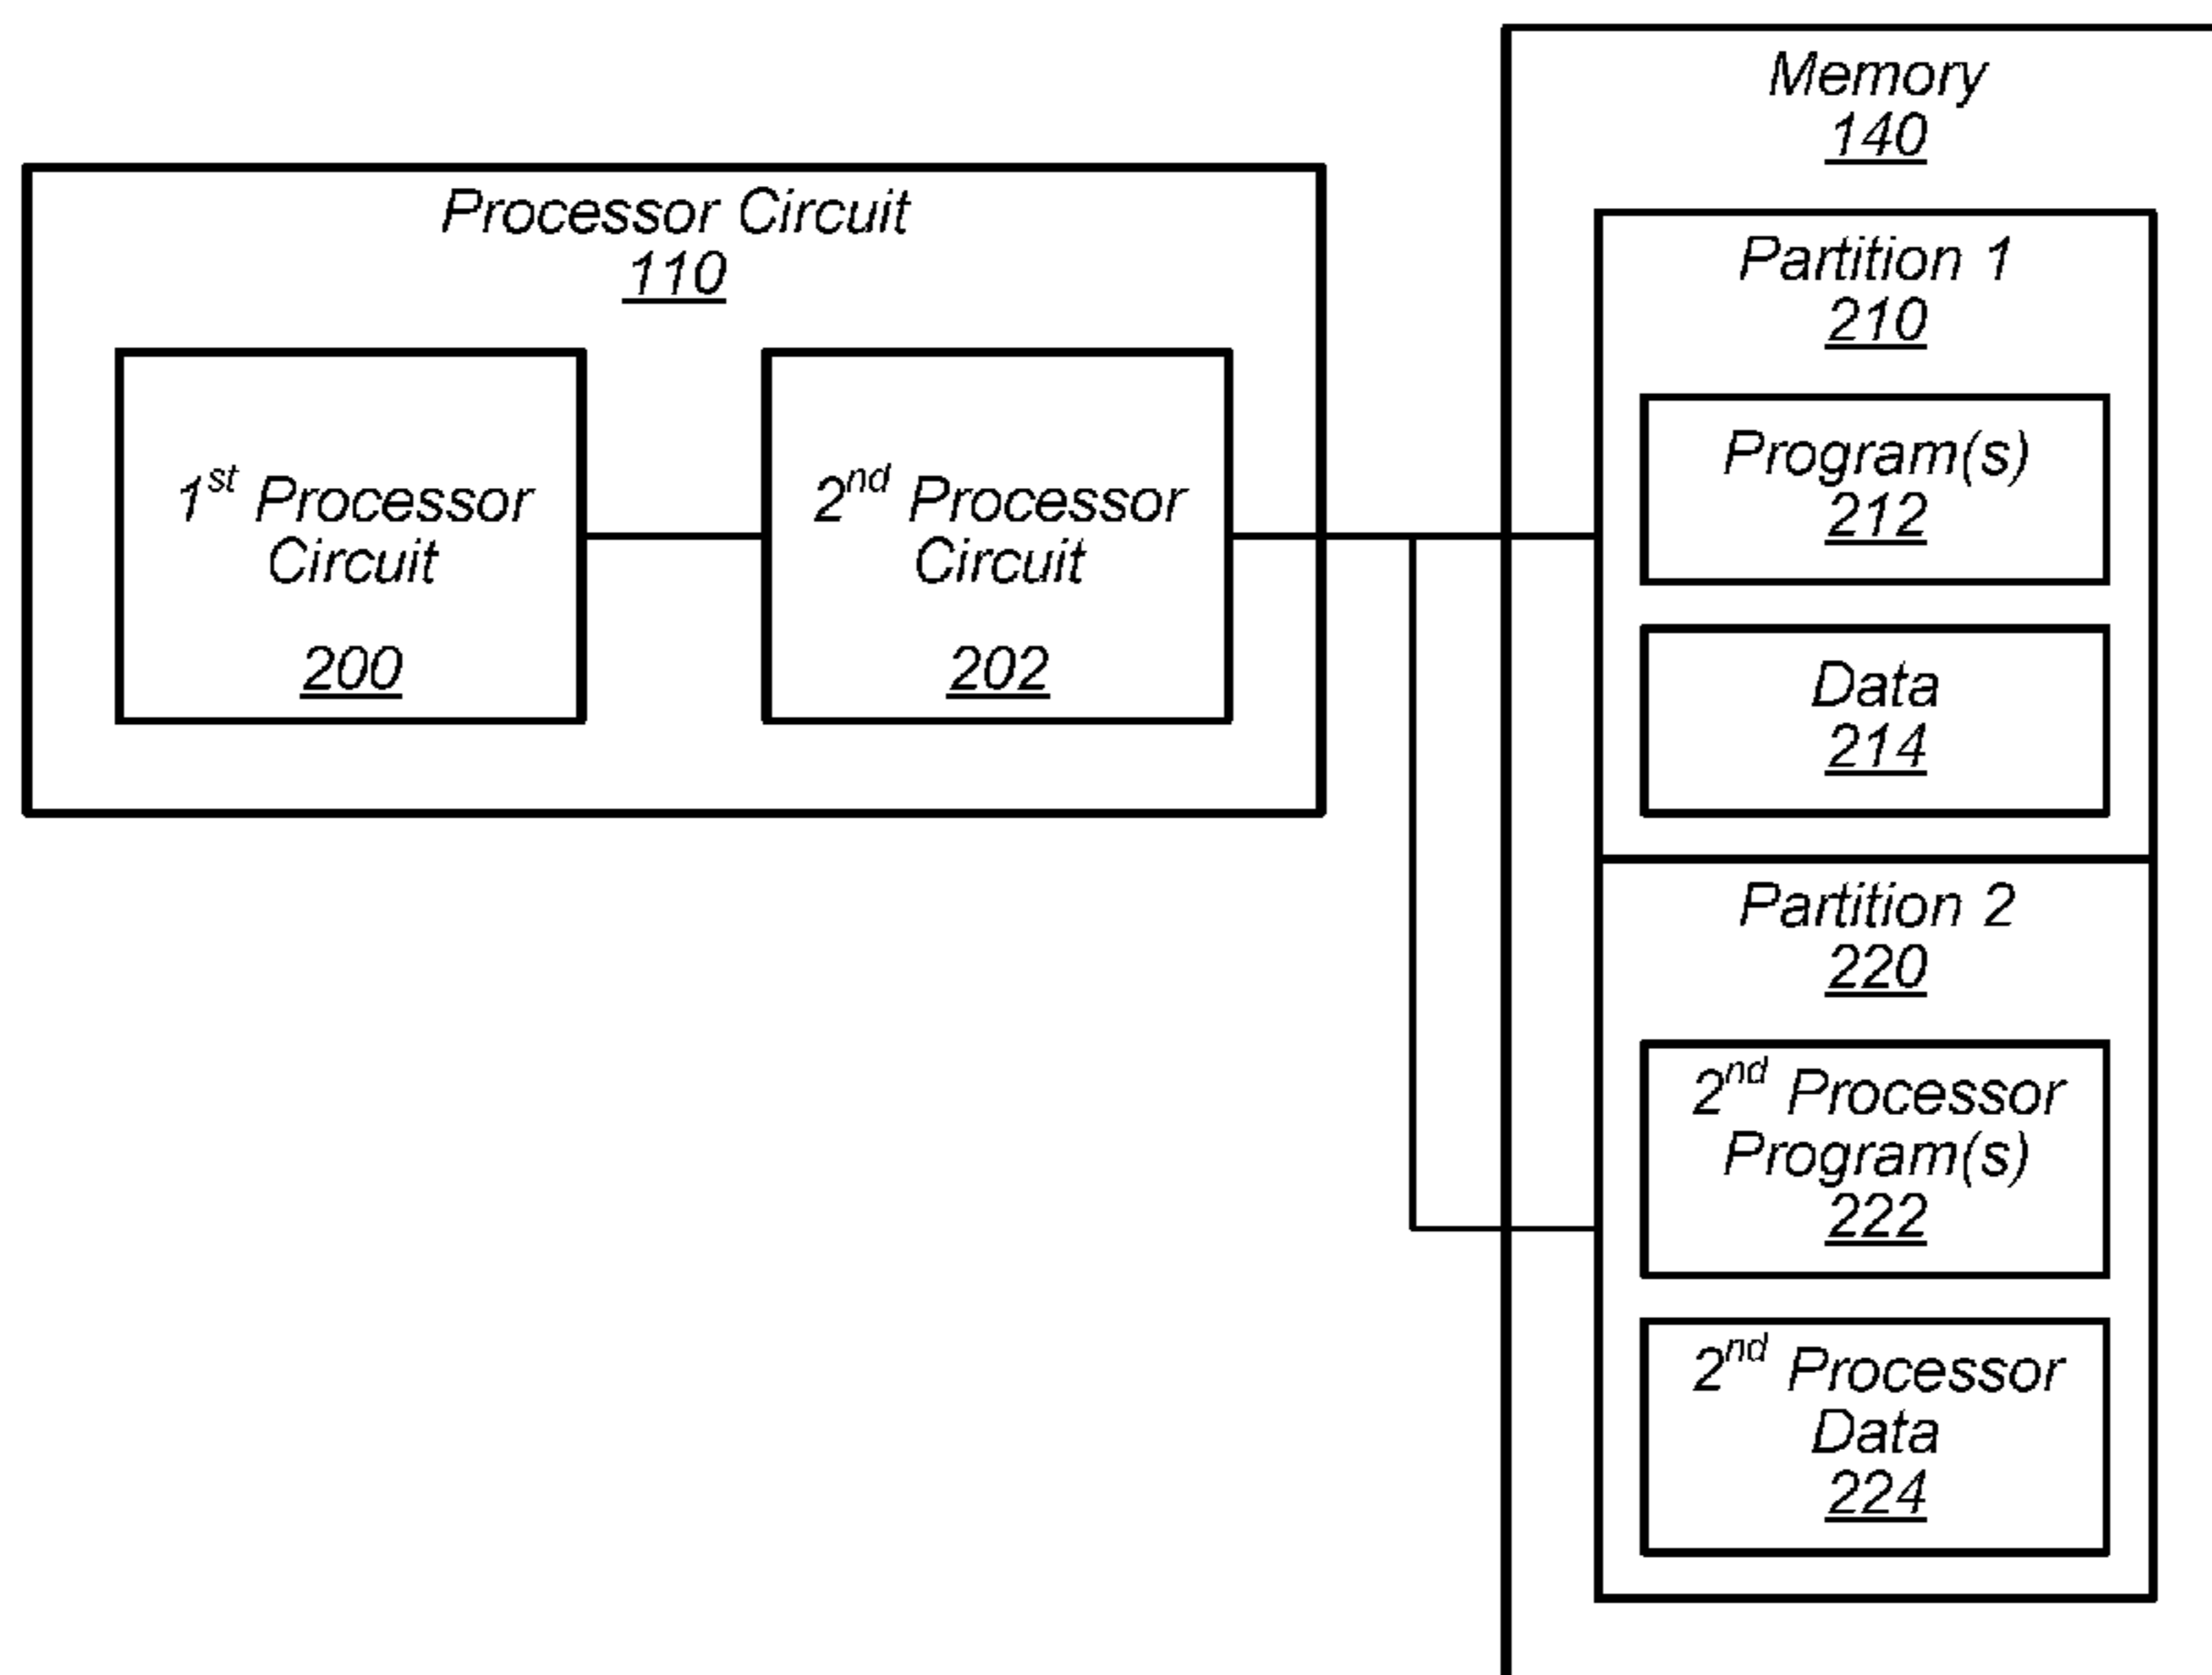 Processor Circuit
110
1st Processor
Circuit
200
2nd Processor
Circuit
202
Memory
140
Partition 1
210
Program(s)
212
Data
214
Partition 2
220
2nd Processor
Program(s)
222
2nd Processor
Data
224